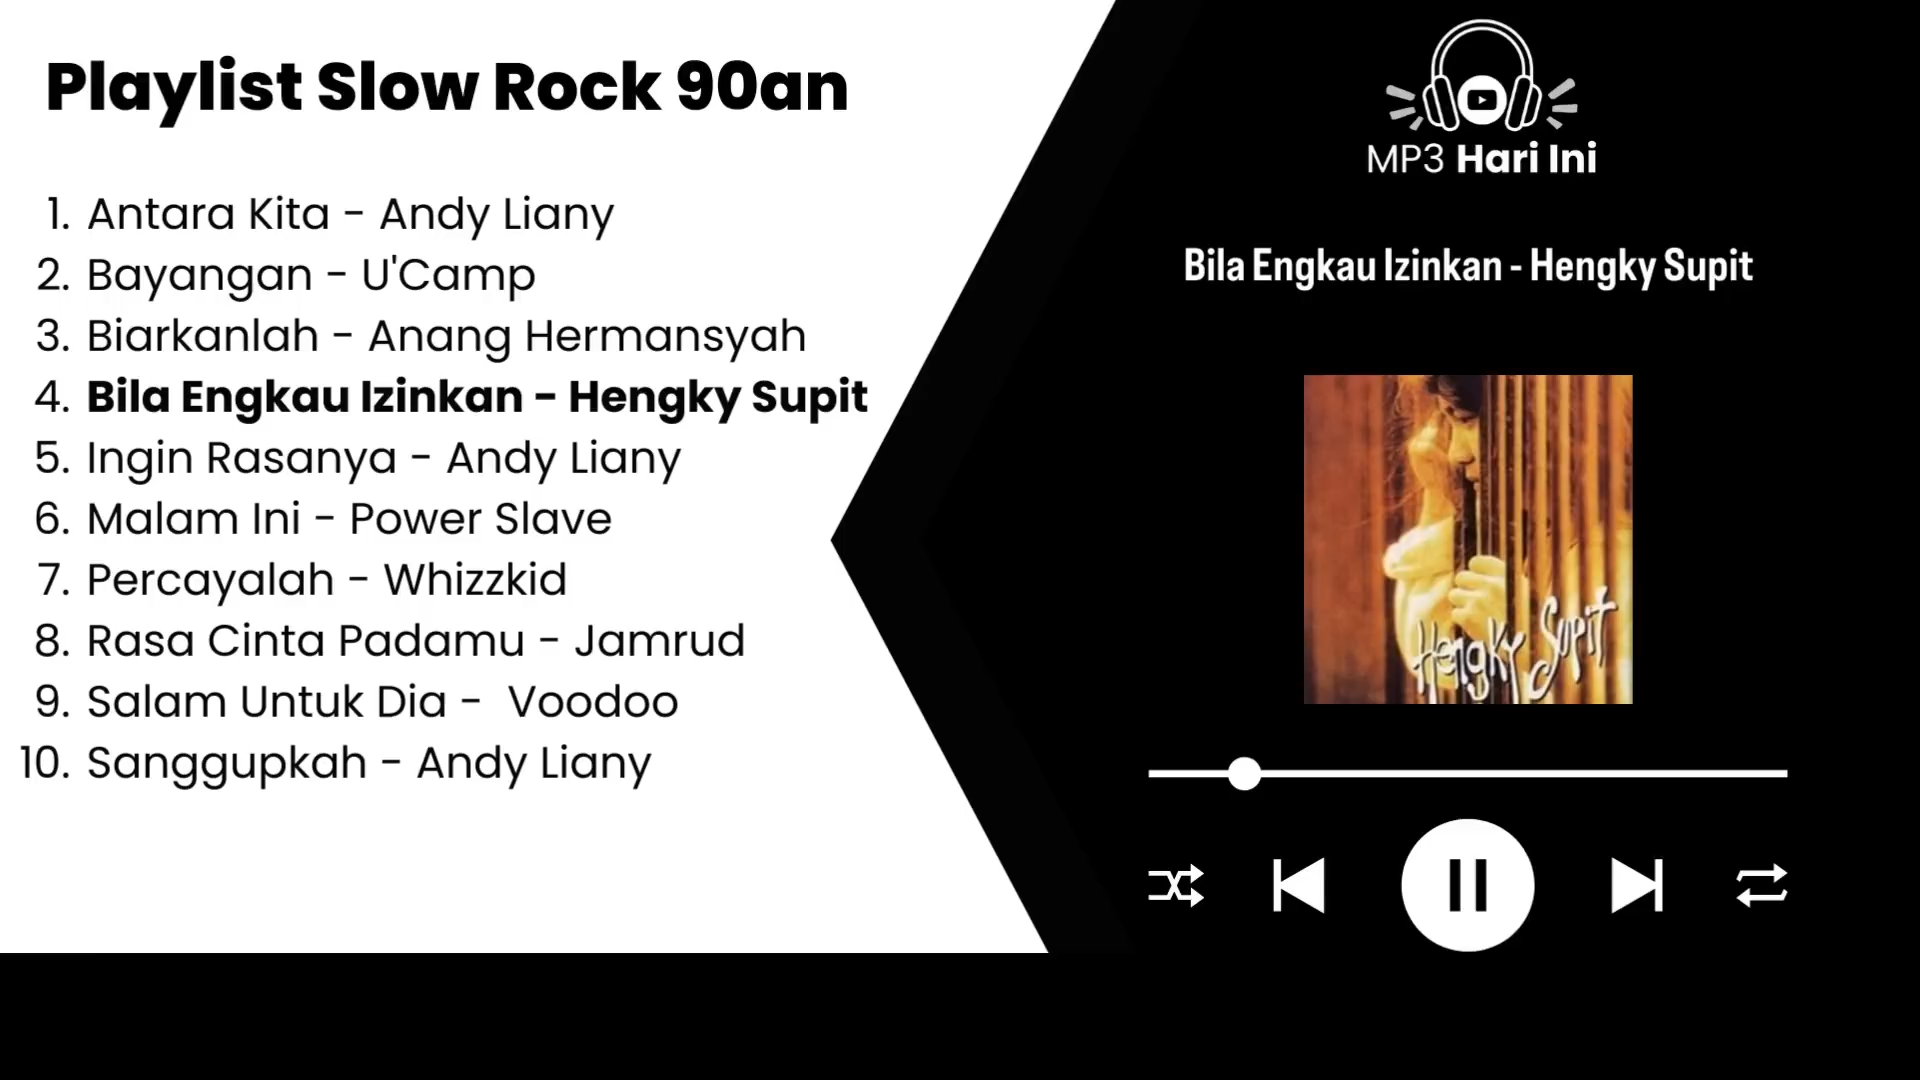 Playlist Slow Rock 90an
1. Antara Kita - Andy Liany
2. Bayangan - U'Camp
3. Biarkanlah - Anang Hermansyah
4. Bila Engkau Izinkan - Hengky Supit
5. Ingin Rasanya - Andy Liany
6. Malam Ini - Power Slave
7. Percayalah - Whizzkid
8. Rasa Cinta Padamu - Jamrud
9. Salam Untuk Dia - Voodoo
10. Sanggupkah - Andy Liany
MP3 Hari Ini
Bila Engkau Izinkan - Hengky Supit
Hengky Supit